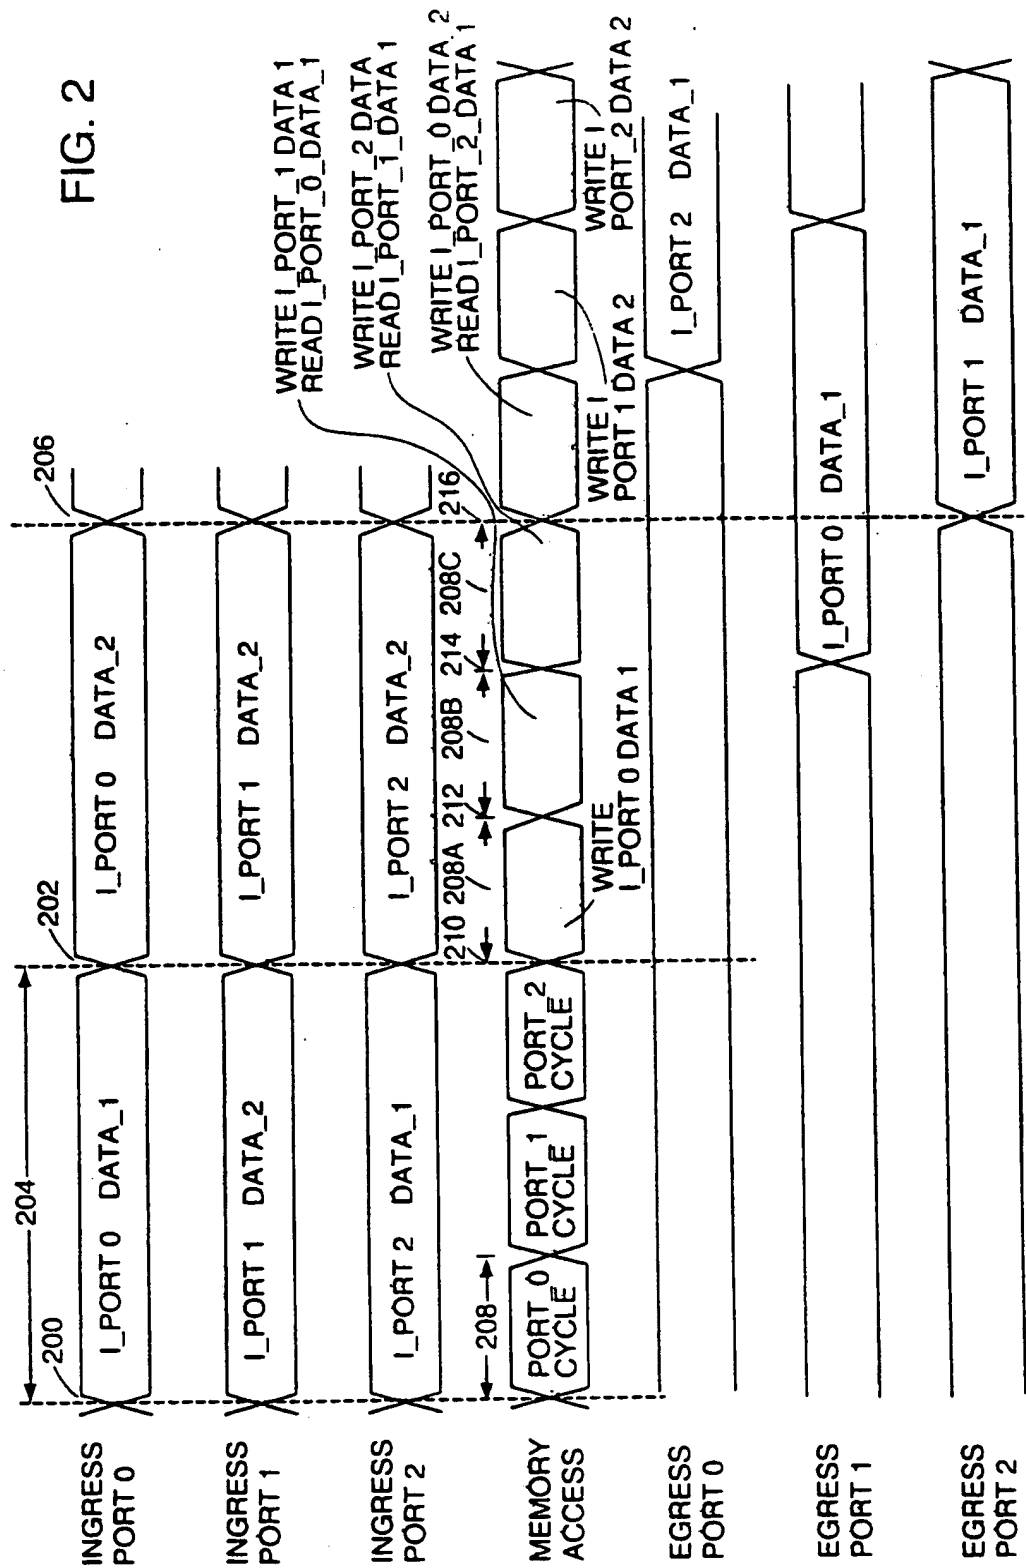 FIG. 2
200
204
202
206
INGRESS
PORT 0
I_PORT 0 DATA_1
I_PORT 0 DATA_2
INGRESS
PORT 1
I_PORT 1 DATA_2
I_PORT 1 DATA_2
INGRESS
PORT 2
I_PORT 2 DATA_1
I_PORT 2 DATA_2
WRITE I_PORT_1 DATA 1
READ I_PORT_0_DATA_1
WRITE I_PORT_2 DATA
READ I_PORT_1_DATA 1
WRITE I_PORT_0 DATA_2
READ I_PORT_2_DATA 1
208
210
208A
212
208B
214
208C
216
MEMORY
ACCESS
PORT_0
CYCLE
PORT_1
CYCLE
PORT_2
CYCLE
WRITE
I_PORT 0 DATA 1
WRITE I
PORT 1 DATA 2
WRITE I
PORT_2 DATA 2
EGRESS
PORT 0
I_PORT 2 DATA_1
EGRESS
PORT 1
I_PORT 0 DATA_1
EGRESS
PORT 2
I_PORT 1 DATA_1